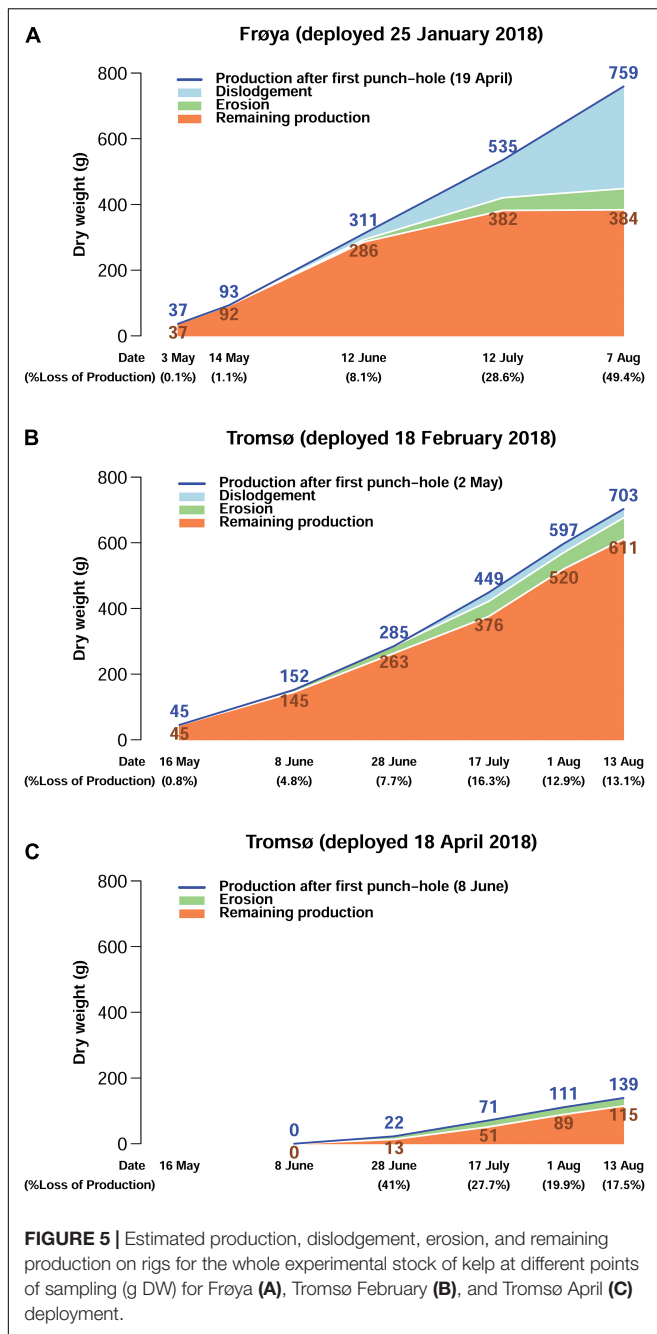 A
Frøya (deployed 25 January 2018)
Production after first punch–hole (19 April)
Dislodgement
Erosion
Remaining production
Dry weight (g)
800
600
400
200
0
37
93
311
535
759
37
92
286
382
384
Date 3 May 14 May 12 June 12 July 7 Aug
(%Loss of Production) (0.1%) (1.1%) (8.1%) (28.6%) (49.4%)
B
Tromsø (deployed 18 February 2018)
Production after first punch–hole (2 May)
Dislodgement
Erosion
Remaining production
Dry weight (g)
800
600
400
200
0
45
152
285
449
597
703
45
145
263
376
520
611
Date 16 May 8 June 28 June 17 July 1 Aug 13 Aug
(%Loss of Production) (0.8%) (4.8%) (7.7%) (16.3%) (12.9%) (13.1%)
C
Tromsø (deployed 18 April 2018)
Production after first punch–hole (8 June)
Erosion
Remaining production
Dry weight (g)
800
600
400
200
0
0
22
71
111
139
0
13
51
89
115
Date 16 May 8 June 28 June 17 July 1 Aug 13 Aug
(%Loss of Production) (41%) (27.7%) (19.9%) (17.5%)
FIGURE 5 | Estimated production, dislodgement, erosion, and remaining
production on rigs for the whole experimental stock of kelp at different points
of sampling (g DW) for Frøya (A), Tromsø February (B), and Tromsø April (C)
deployment.